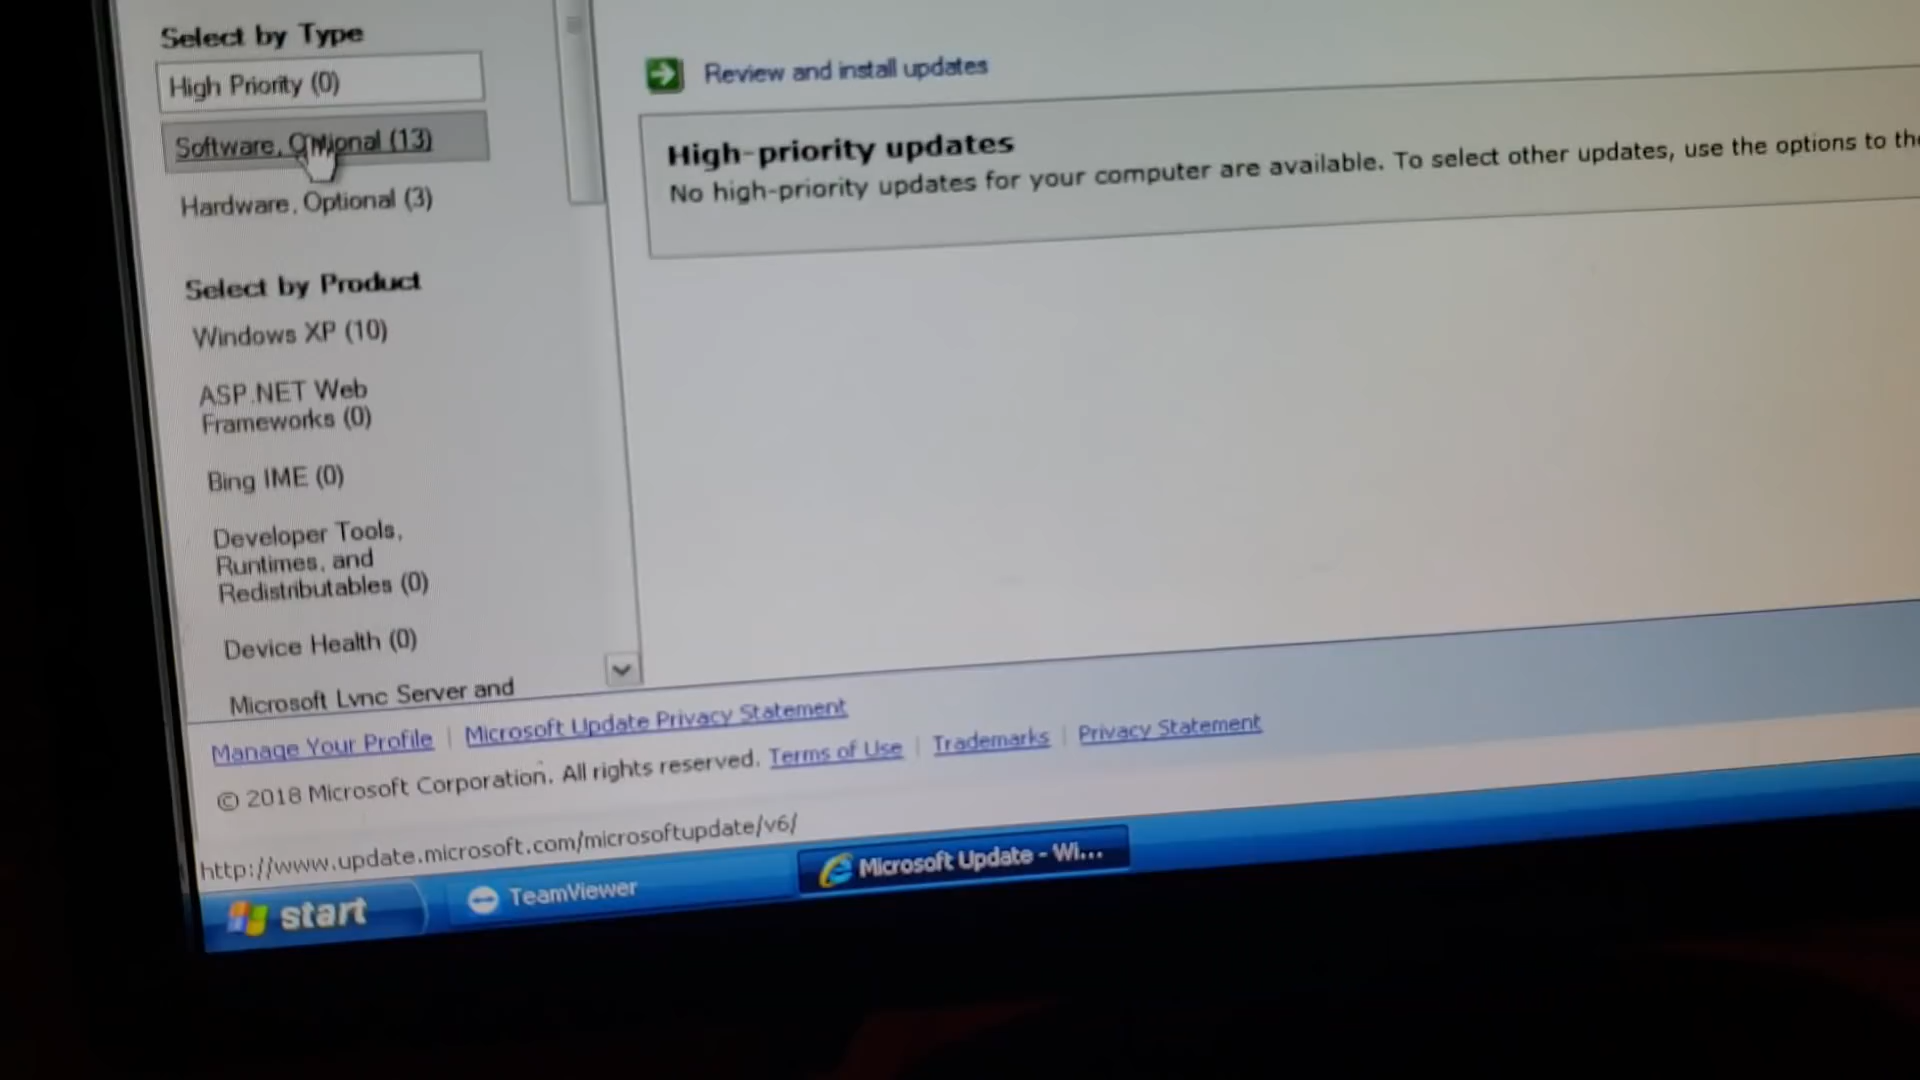 Select by Type
High Priority (0)
Software, Optional (13)
Hardware, Optional (3)
Select by Product
Windows XP (10)
ASP.NET Web
Frameworks (0)
Bing IME (0)
Developer Tools,
Runtimes, and
Redistributables (0)
Device Health (0)
Microsoft Lync Server and
Review and install updates
High-priority updates
No high-priority updates for your computer are available. To select other updates, use the options to the
Manage Your Profile | Microsoft Update Privacy Statement
© 2018 Microsoft Corporation. All rights reserved. Terms of Use | Trademarks | Privacy Statement
http://www.update.microsoft.com/microsoftupdate/v6/
start
TeamViewer
Microsoft Update - Wi...